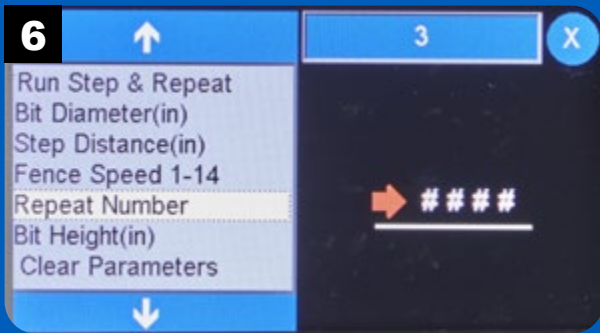 6
3
X
Run Step & Repeat
Bit Diameter(in)
Step Distance(in)
Fence Speed 1-14
Repeat Number
####
Bit Height(in)
Clear Parameters